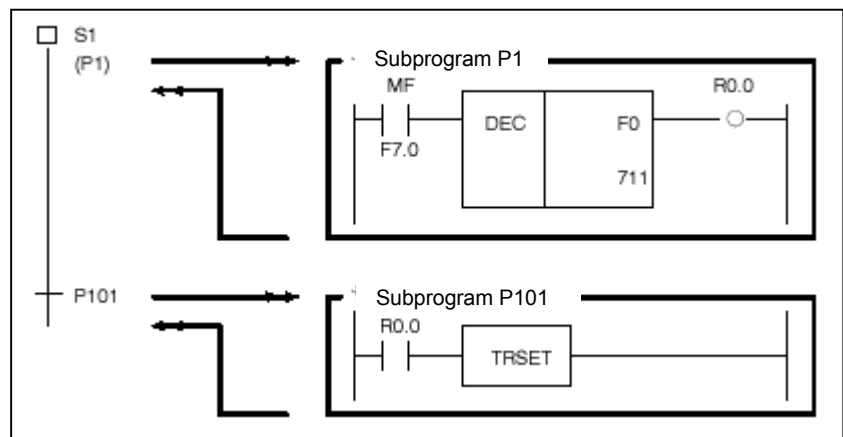 S1
(P1)
Subprogram P1
MF
R0.0
DEC
F0
F7.0
711
P101
Subprogram P101
R0.0
TRSET